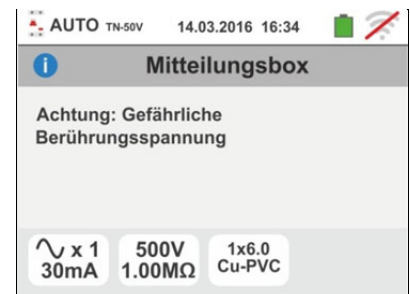 AUTO TN-50V 14.03.2016 16:34
i Mitteilungsbox
Achtung: Gefährliche
Berührungsspannung
x 1 500V 1x6.0
30mA 1.00MΩ Cu-PVC